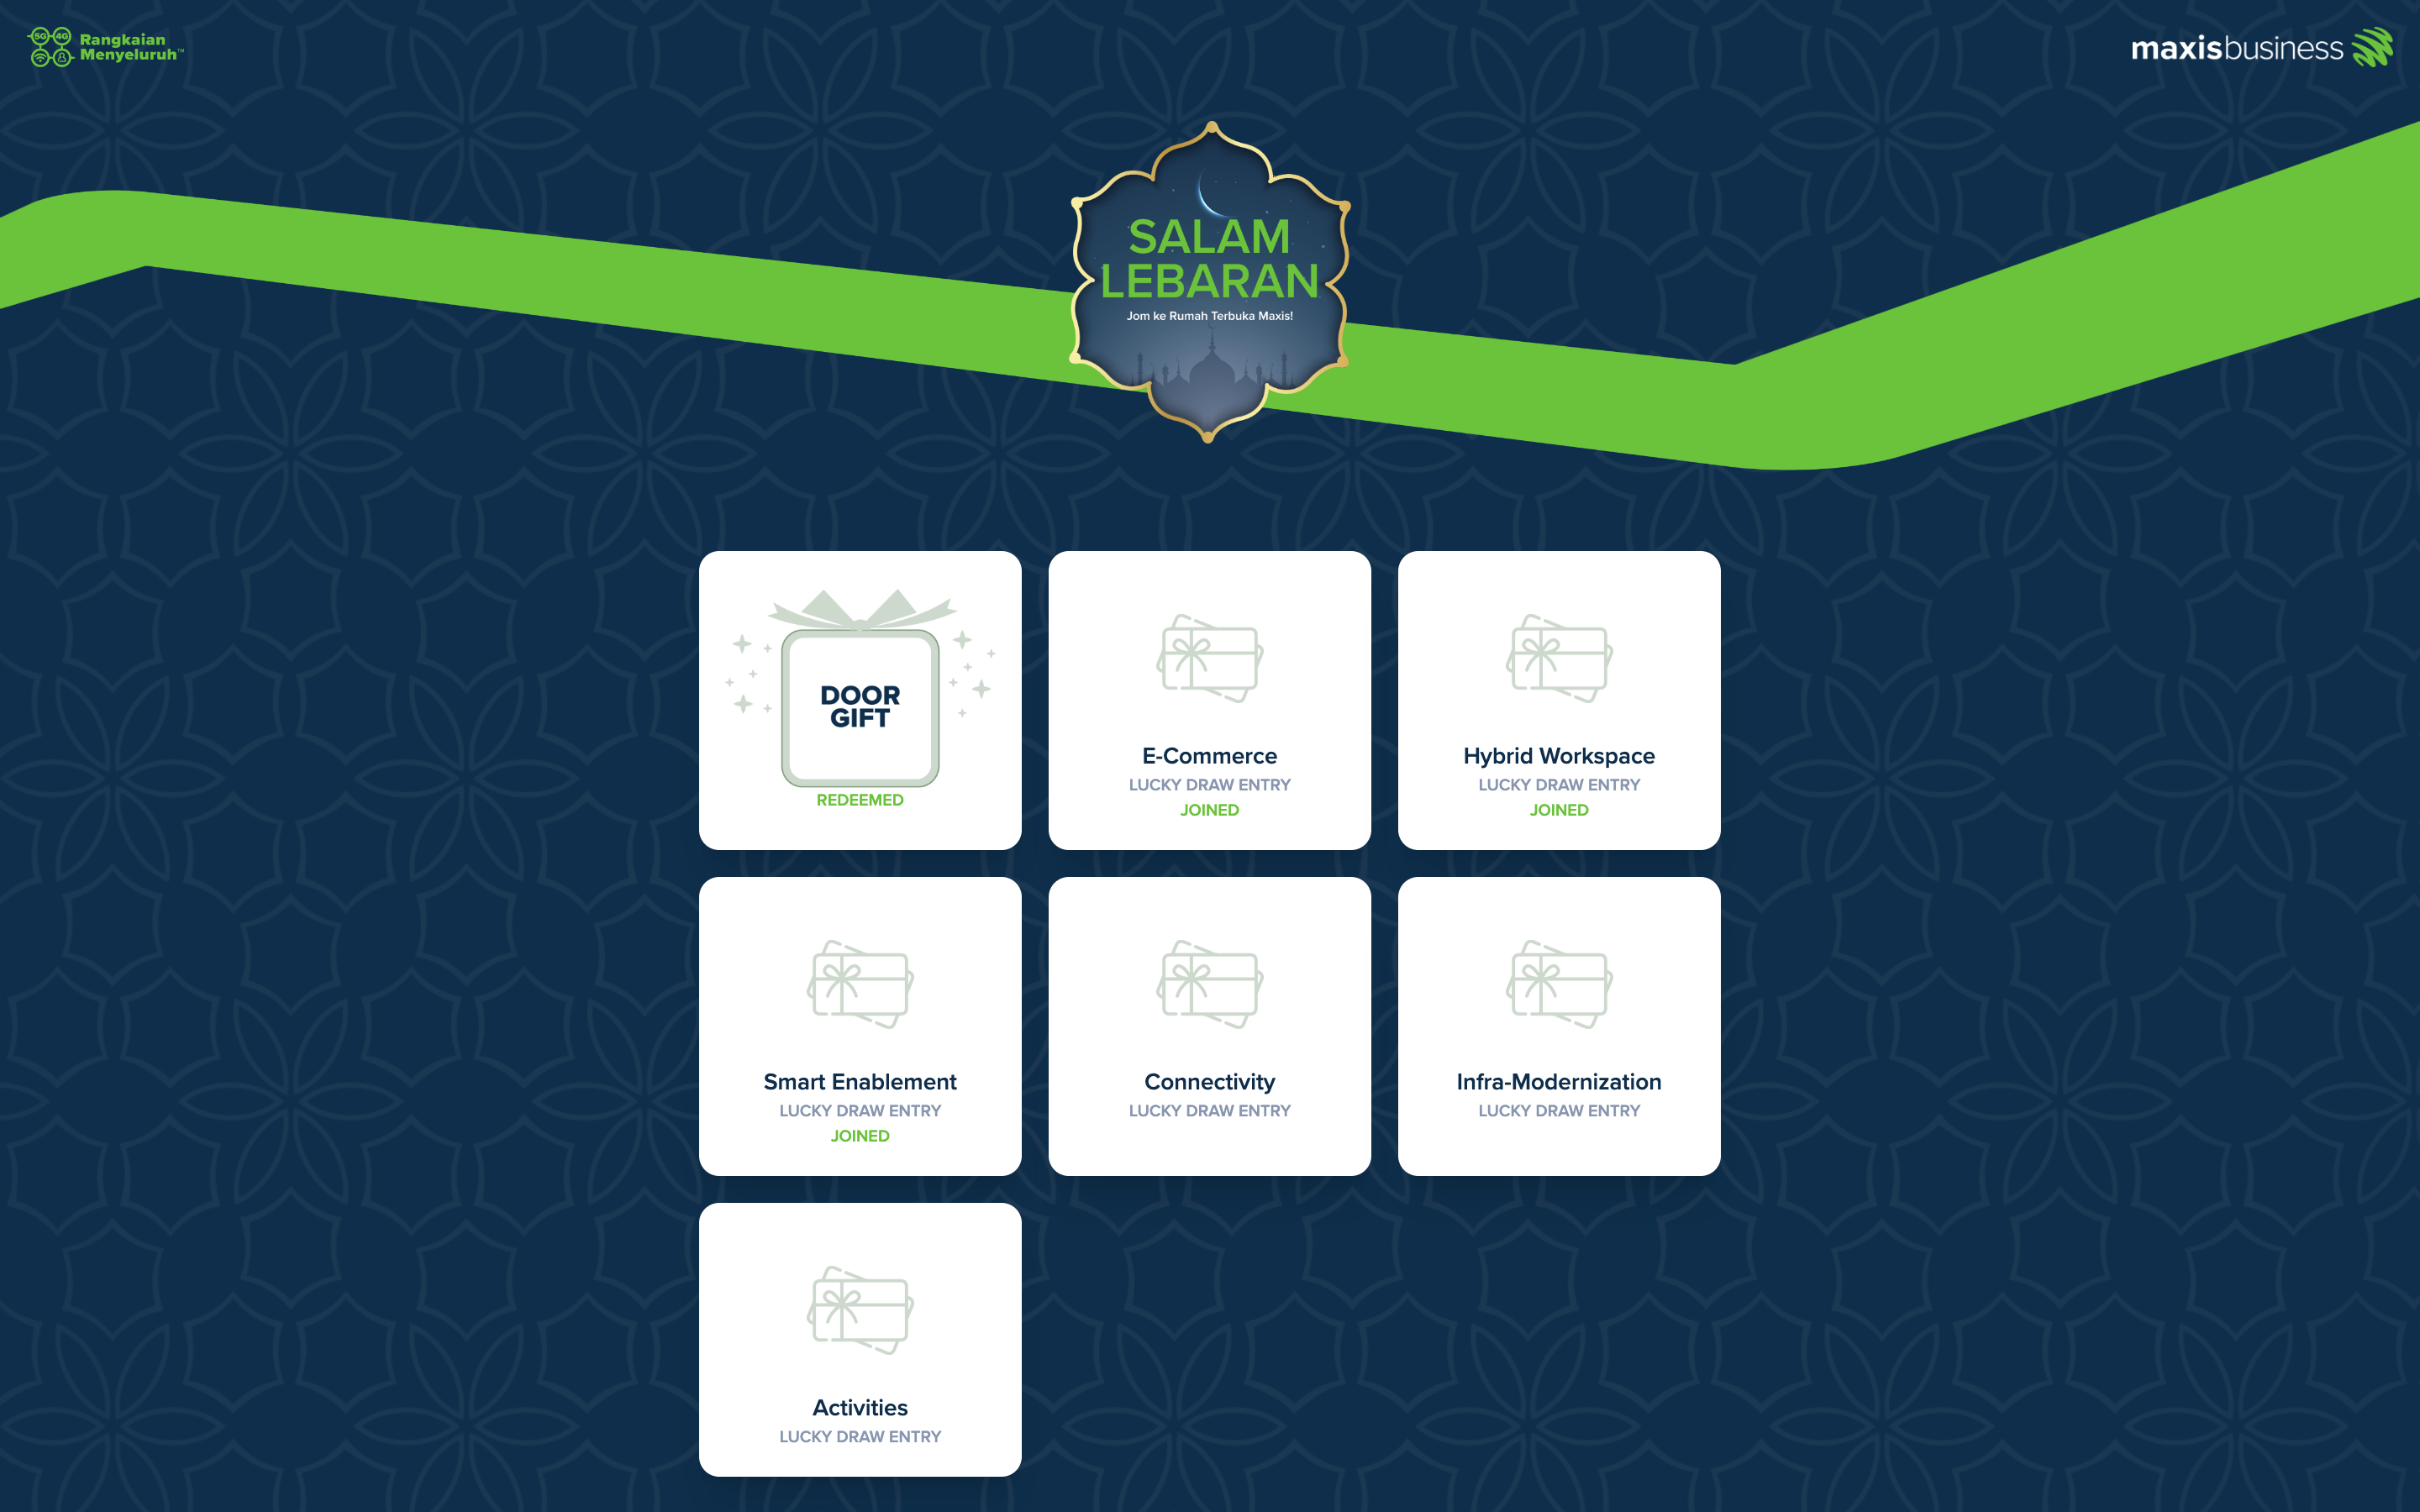 5G 4G
Rangkaian
Menyeluruh™
maxisbusiness
SALAM
LEBARAN
Jom ke Rumah Terbuka Maxis!
DOOR
GIFT
REDEEMED
E-Commerce
LUCKY DRAW ENTRY
JOINED
Hybrid Workspace
LUCKY DRAW ENTRY
JOINED
Smart Enablement
LUCKY DRAW ENTRY
JOINED
Connectivity
LUCKY DRAW ENTRY
Infra-Modernization
LUCKY DRAW ENTRY
Activities
LUCKY DRAW ENTRY